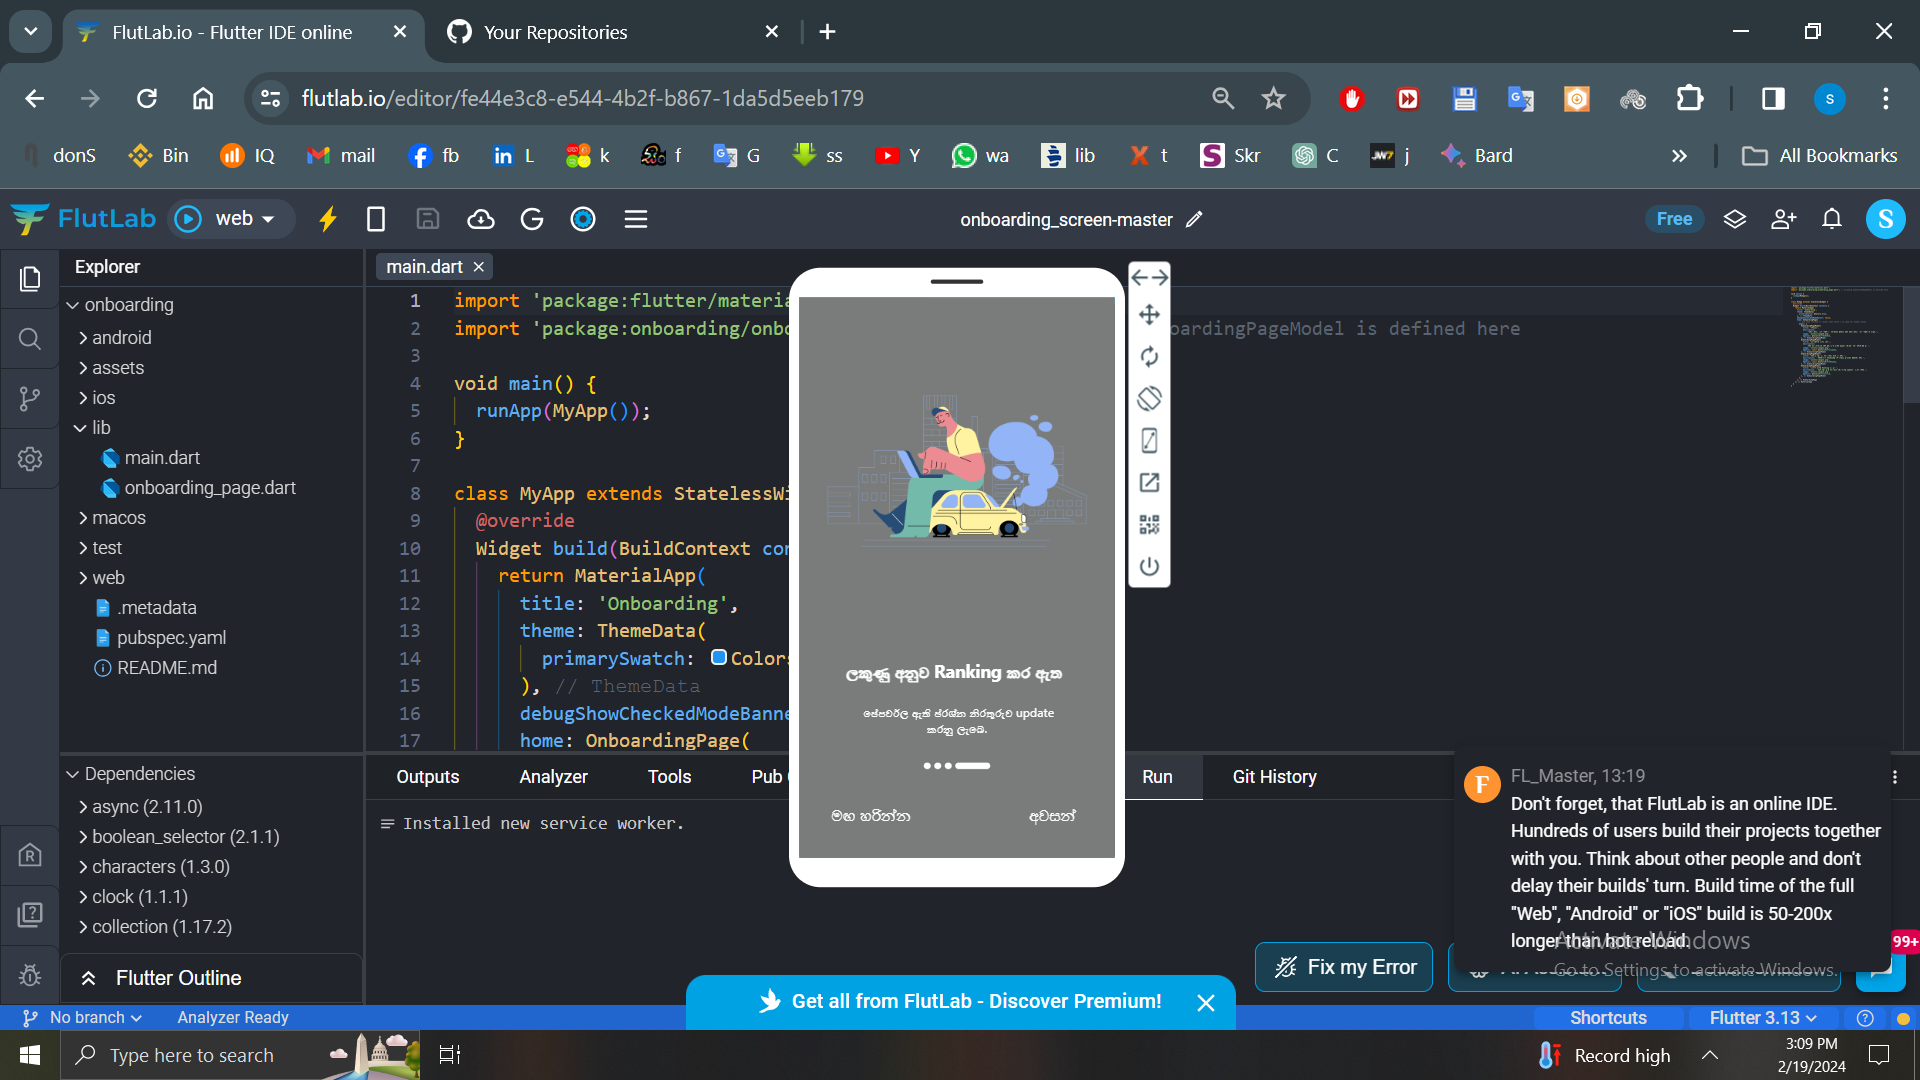 FlutLab.io - Flutter IDE online
Your Repositories
flutlab.io/editor/fe44e3c8-e544-4b2f-b867-1da5d5eeb179
S
donS
Bin
IQ
mail
fb
L
k
f
G
ss
Y
wa
lib
t
Skr
C
j
Bard
All Bookmarks
FlutLab
web
onboarding_screen-master
Free
S
Explorer
main.dart
onboarding
android
assets
ios
lib
main.dart
onboarding_page.dart
macos
test
web
.metadata
pubspec.yaml
README.md
1 import 'package:flutter/materia
2 import 'package:onboarding/onbo
oardingPageModel is defined here
3
4 void main() {
5 runApp(MyApp());
6 }
7
8 class MyApp extends StatelessWi
9 @override
10 Widget build(BuildContext con
11 return MaterialApp(
12 title: 'Onboarding',
13 theme: ThemeData(
14 primarySwatch: Colors
15 ), // ThemeData
16 debugShowCheckedModeBanne
17 home: OnboardingPage(
ලකුණු අනුව Ranking කර ඇත
පේපවර්ල ඇති ප්රශ්න නිරතුරුව update
කරනු ලැබෙ.
මඟ හරින්න
අවසන්
Dependencies
async (2.11.0)
boolean_selector (2.1.1)
characters (1.3.0)
clock (1.1.1)
collection (1.17.2)
Flutter Outline
Outputs
Analyzer
Tools
Pub
Run
Git History
Installed new service worker.
F
FL_Master, 13:19
Don't forget, that FlutLab is an online IDE.
Hundreds of users build their projects together
with you. Think about other people and don't
delay their builds' turn. Build time of the full
"Web", "Android" or "iOS" build is 50-200x
longer than hot reload.
Activate Windows
Go to Settings to activate Windows.
99+
Fix my Error
Get all from FlutLab - Discover Premium!
No branch
Analyzer Ready
Shortcuts
Flutter 3.13
Type here to search
Record high
3:09 PM
2/19/2024